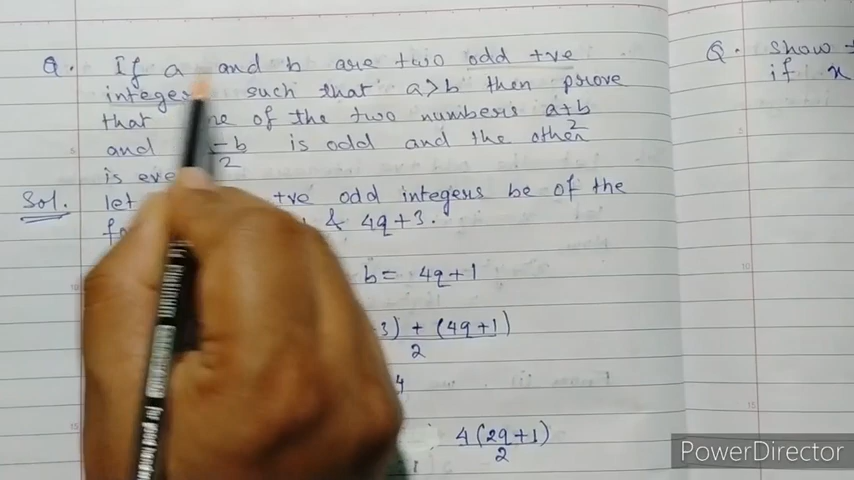 Q. If a and b are two odd +ve
integers such that a>b then prove
that of the two numbers a+b/2
and -b/2 is odd and the other
is
Sol. let +ve odd integers be of the
& 4q+3.
b = 4q+1
3) + (4q+1)
2
4
4(2q+1)
2
Q. show
if x
PowerDirector